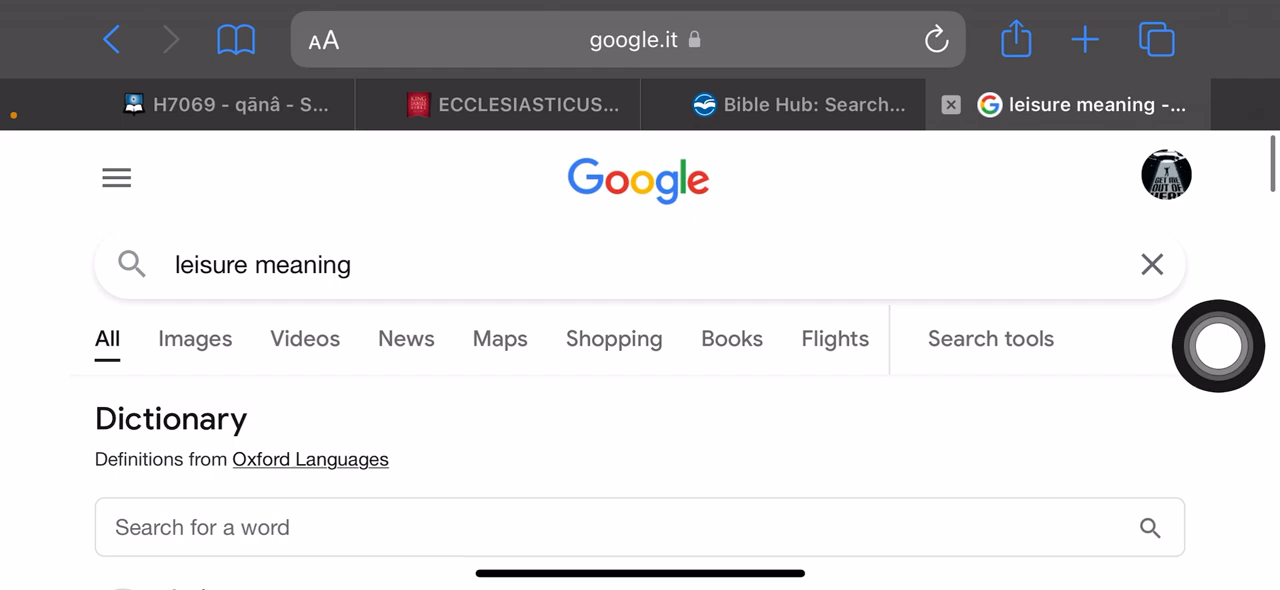 AA google.it
H7069 - qānâ - S... ECCLESIASTICUS... Bible Hub: Search... leisure meaning -...
Google
leisure meaning
All Images Videos News Maps Shopping Books Flights Search tools
Dictionary
Definitions from Oxford Languages
Search for a word